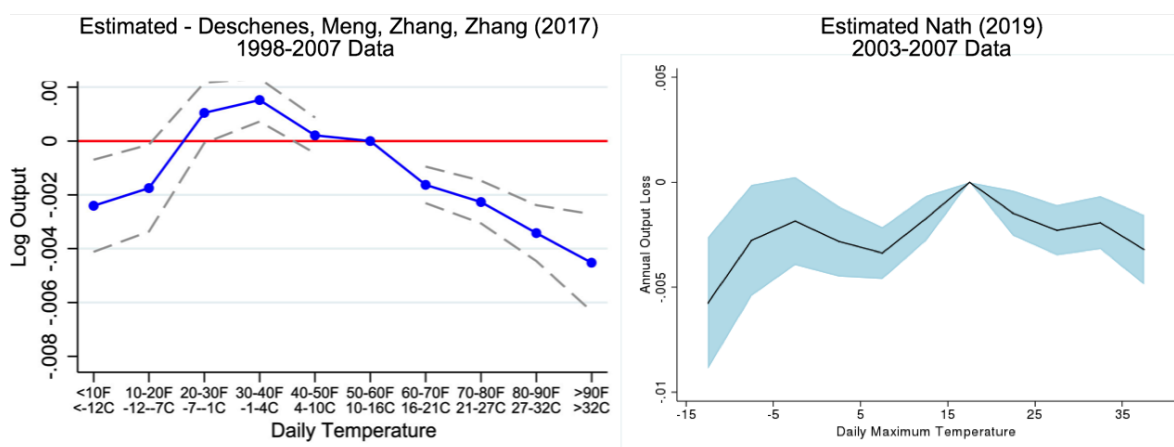 Estimated - Deschenes, Meng, Zhang, Zhang (2017)
1998-2007 Data
.00
0
-.002
-.004
-.006
-.008
Log Output
<10F 10-20F 20-30F 30-40F 40-50F 50-60F 60-70F 70-80F 80-90F >90F
<-12C -12--7C -7--1C -1-4C 4-10C 10-16C 16-21C 21-27C 27-32C >32C
Daily Temperature
Estimated Nath (2019)
2003-2007 Data
.005
0
-.005
-.01
Annual Output Loss
-15 -5 5 15 25 35
Daily Maximum Temperature